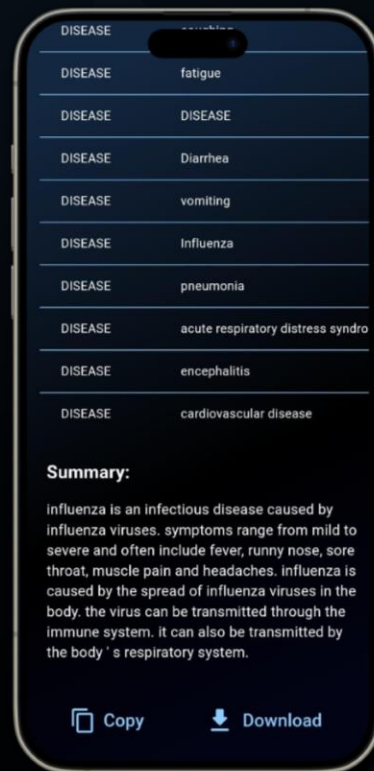 DISEASE coughing
DISEASE fatigue
DISEASE DISEASE
DISEASE Diarrhea
DISEASE vomiting
DISEASE Influenza
DISEASE pneumonia
DISEASE acute respiratory distress syndro
DISEASE encephalitis
DISEASE cardiovascular disease
Summary:
influenza is an infectious disease caused by
influenza viruses. symptoms range from mild to
severe and often include fever, runny nose, sore
throat, muscle pain and headaches. influenza is
caused by the spread of influenza viruses in the
body. the virus can be transmitted through the
immune system. it can also be transmitted by
the body ' s respiratory system.
Copy Download